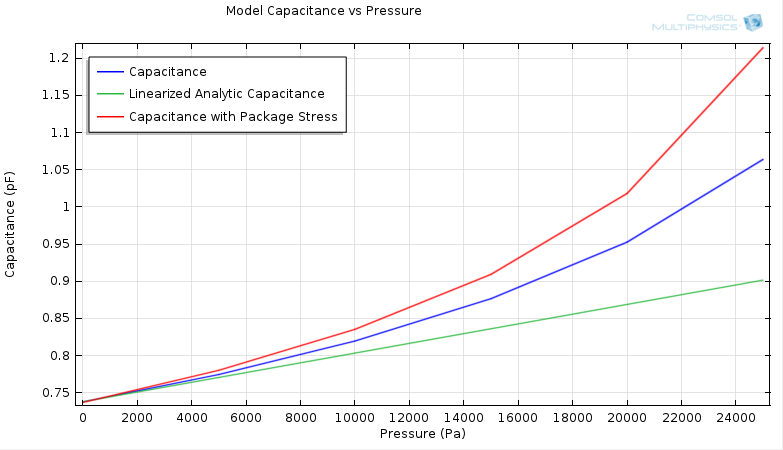 Model Capacitance vs Pressure
COMSOL
MULTIPHYSICS
Capacitance
Linearized Analytic Capacitance
Capacitance with Package Stress
Capacitance (pF)
1.2
1.15
1.1
1.05
1
0.95
0.9
0.85
0.8
0.75
0 2000 4000 6000 8000 10000 12000 14000 16000 18000 20000 22000 24000
Pressure (Pa)